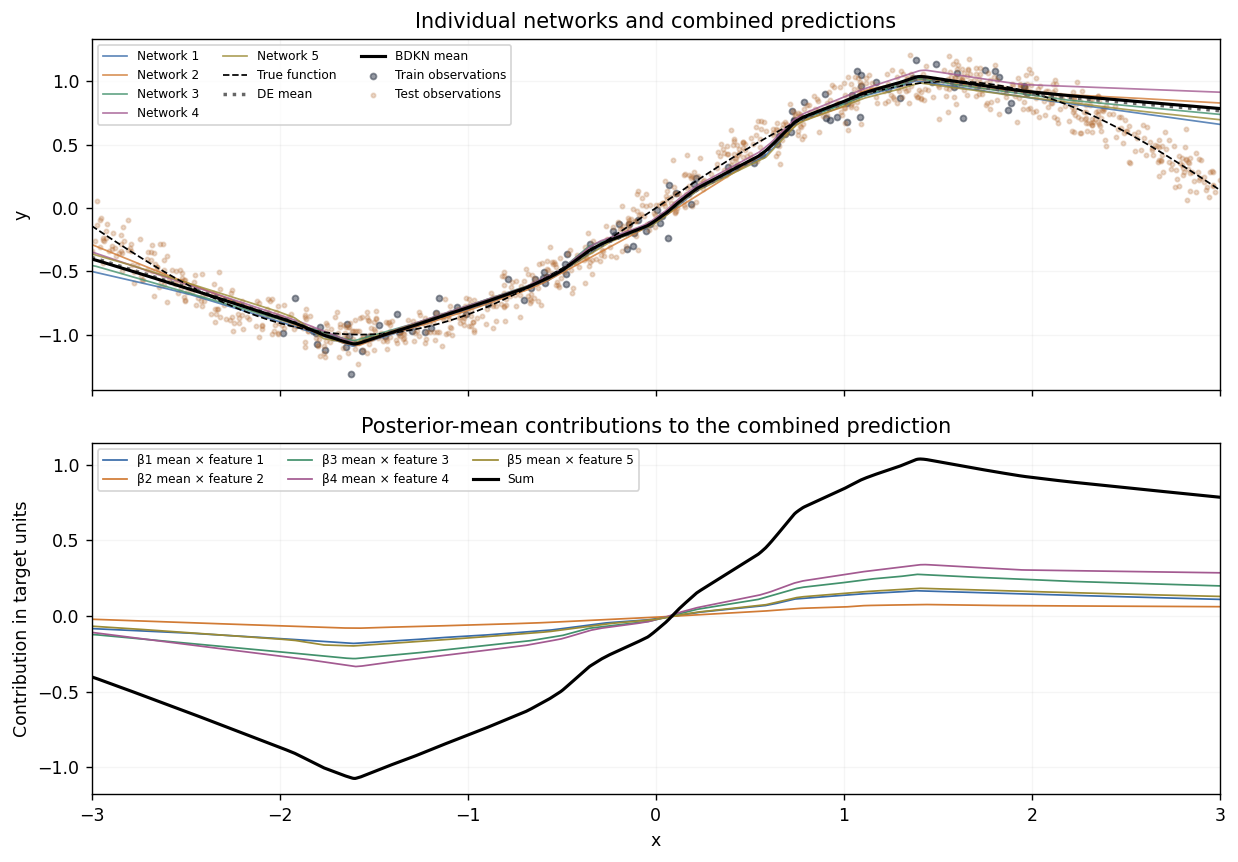 Individual networks and combined predictions
Network 1
Network 2
Network 3
Network 4
Network 5
True function
DE mean
BDKN mean
Train observations
Test observations
1.0
0.5
0.0
−0.5
−1.0
y
Posterior-mean contributions to the combined prediction
β1 mean × feature 1
β2 mean × feature 2
β3 mean × feature 3
β4 mean × feature 4
β5 mean × feature 5
Sum
1.0
0.5
0.0
−0.5
−1.0
Contribution in target units
−3
−2
−1
0
1
2
3
x